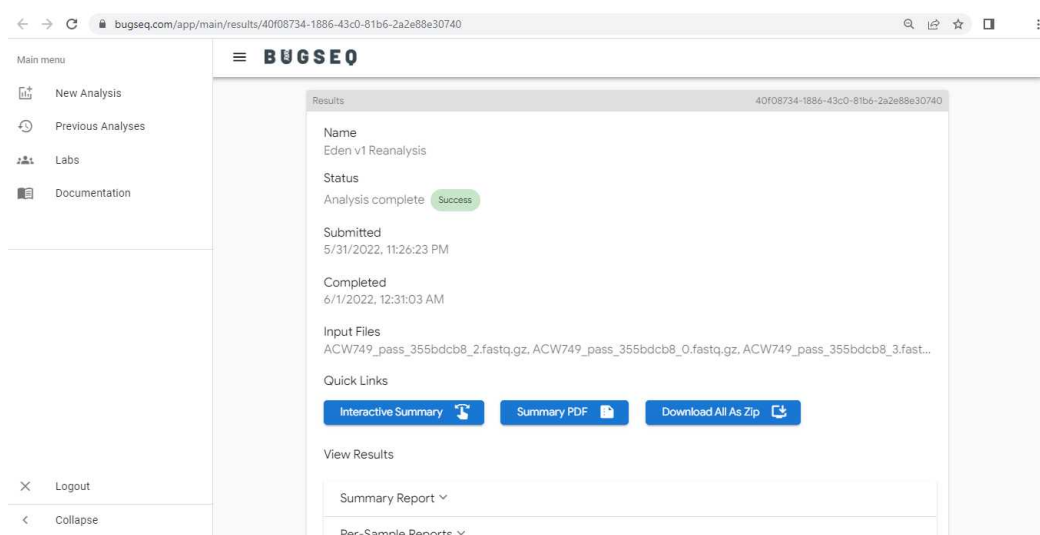 bugseq.com/app/main/results/40f08734-1886-43c0-81b6-2a2e88e30740
Main menu
New Analysis
Previous Analyses
Labs
Documentation
Logout
Collapse
BUGSEQ
Results 40f08734-1886-43c0-81b6-2a2e88e30740
Name
Eden v1 Reanalysis
Status
Analysis complete Success
Submitted
5/31/2022, 11:26:23 PM
Completed
6/1/2022, 12:31:03 AM
Input Files
ACW749_pass_355bdcb8_2.fastq.gz, ACW749_pass_355bdcb8_0.fastq.gz, ACW749_pass_355bdcb8_3.fast...
Quick Links
Interactive Summary Summary PDF Download All As Zip
View Results
Summary Report
Per-Sample Reports